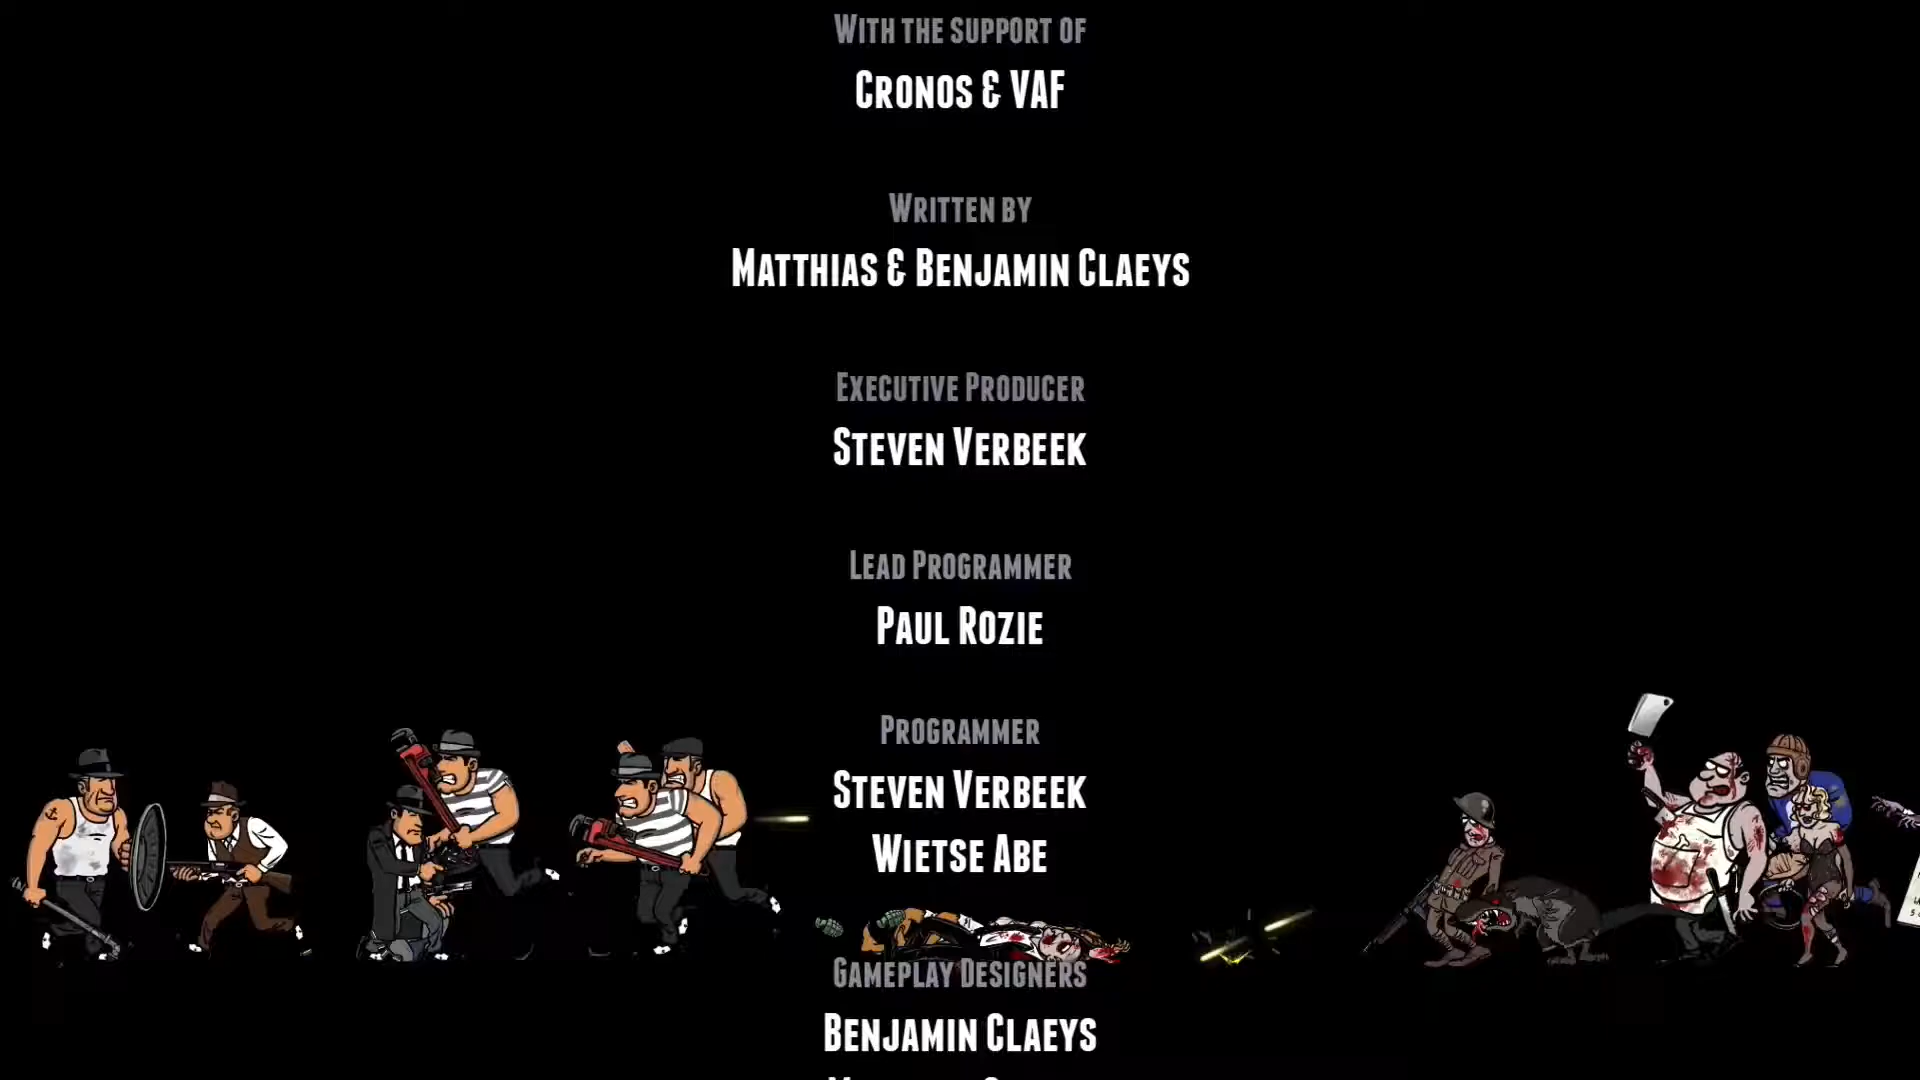 With the support of
Cronos & VAF
Written by
Matthias & Benjamin Claeys
Executive Producer
Steven Verbeek
Lead Programmer
Paul Rozie
Programmer
Steven Verbeek
Wietse Abe
Gameplay Designers
Benjamin Claeys